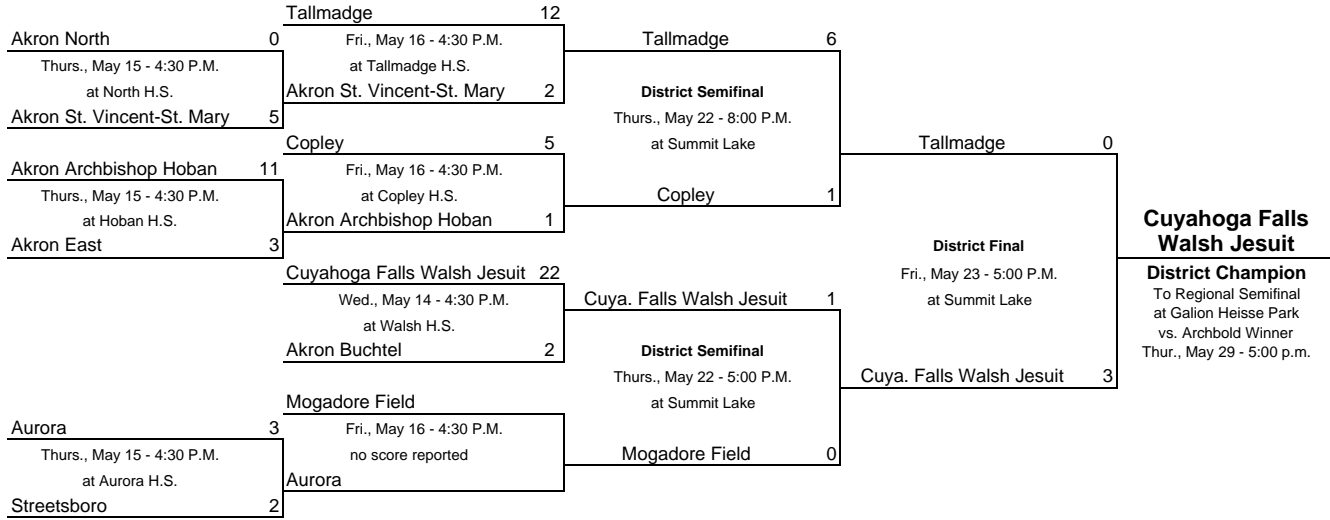 Tallmadge 12
Akron North 0
Fri., May 16 - 4:30 P.M.
Tallmadge 6
Thurs., May 15 - 4:30 P.M.
at Tallmadge H.S.
at North H.S.
Akron St. Vincent-St. Mary 2
District Semifinal
Akron St. Vincent-St. Mary 5
Thurs., May 22 - 8:00 P.M.
Copley 5
at Summit Lake
Tallmadge 0
Akron Archbishop Hoban 11
Fri., May 16 - 4:30 P.M.
Thurs., May 15 - 4:30 P.M.
at Copley H.S.
Copley 1
at Hoban H.S.
Akron Archbishop Hoban 1
Cuyahoga Falls
Walsh Jesuit
Akron East 3
District Final
Cuyahoga Falls Walsh Jesuit 22
Fri., May 23 - 5:00 P.M.
District Champion
To Regional Semifinal
Wed., May 14 - 4:30 P.M.
Cuya. Falls Walsh Jesuit 1
at Summit Lake
at Galion Heisse Park
at Walsh H.S.
vs. Archbold Winner
Akron Buchtel 2
District Semifinal
Thur., May 29 - 5:00 p.m.
Thurs., May 22 - 5:00 P.M.
Cuya. Falls Walsh Jesuit 3
Mogadore Field
at Summit Lake
Aurora 3
Fri., May 16 - 4:30 P.M.
Thurs., May 15 - 4:30 P.M.
no score reported
Mogadore Field 0
at Aurora H.S.
Aurora
Streetsboro 2